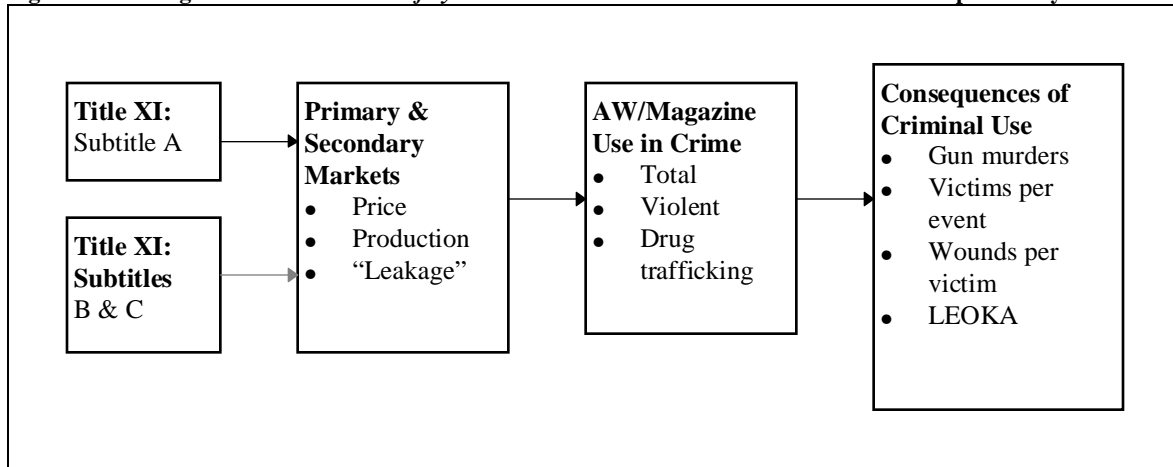 Title XI:
Subtitle A
Title XI:
Subtitles
B & C
Primary &
Secondary
Markets
● Price
● Production
● “Leakage”
AW/Magazine
Use in Crime
● Total
● Violent
● Drug
trafficking
Consequences of
Criminal Use
● Gun murders
● Victims per
event
● Wounds per
victim
● LEOKA